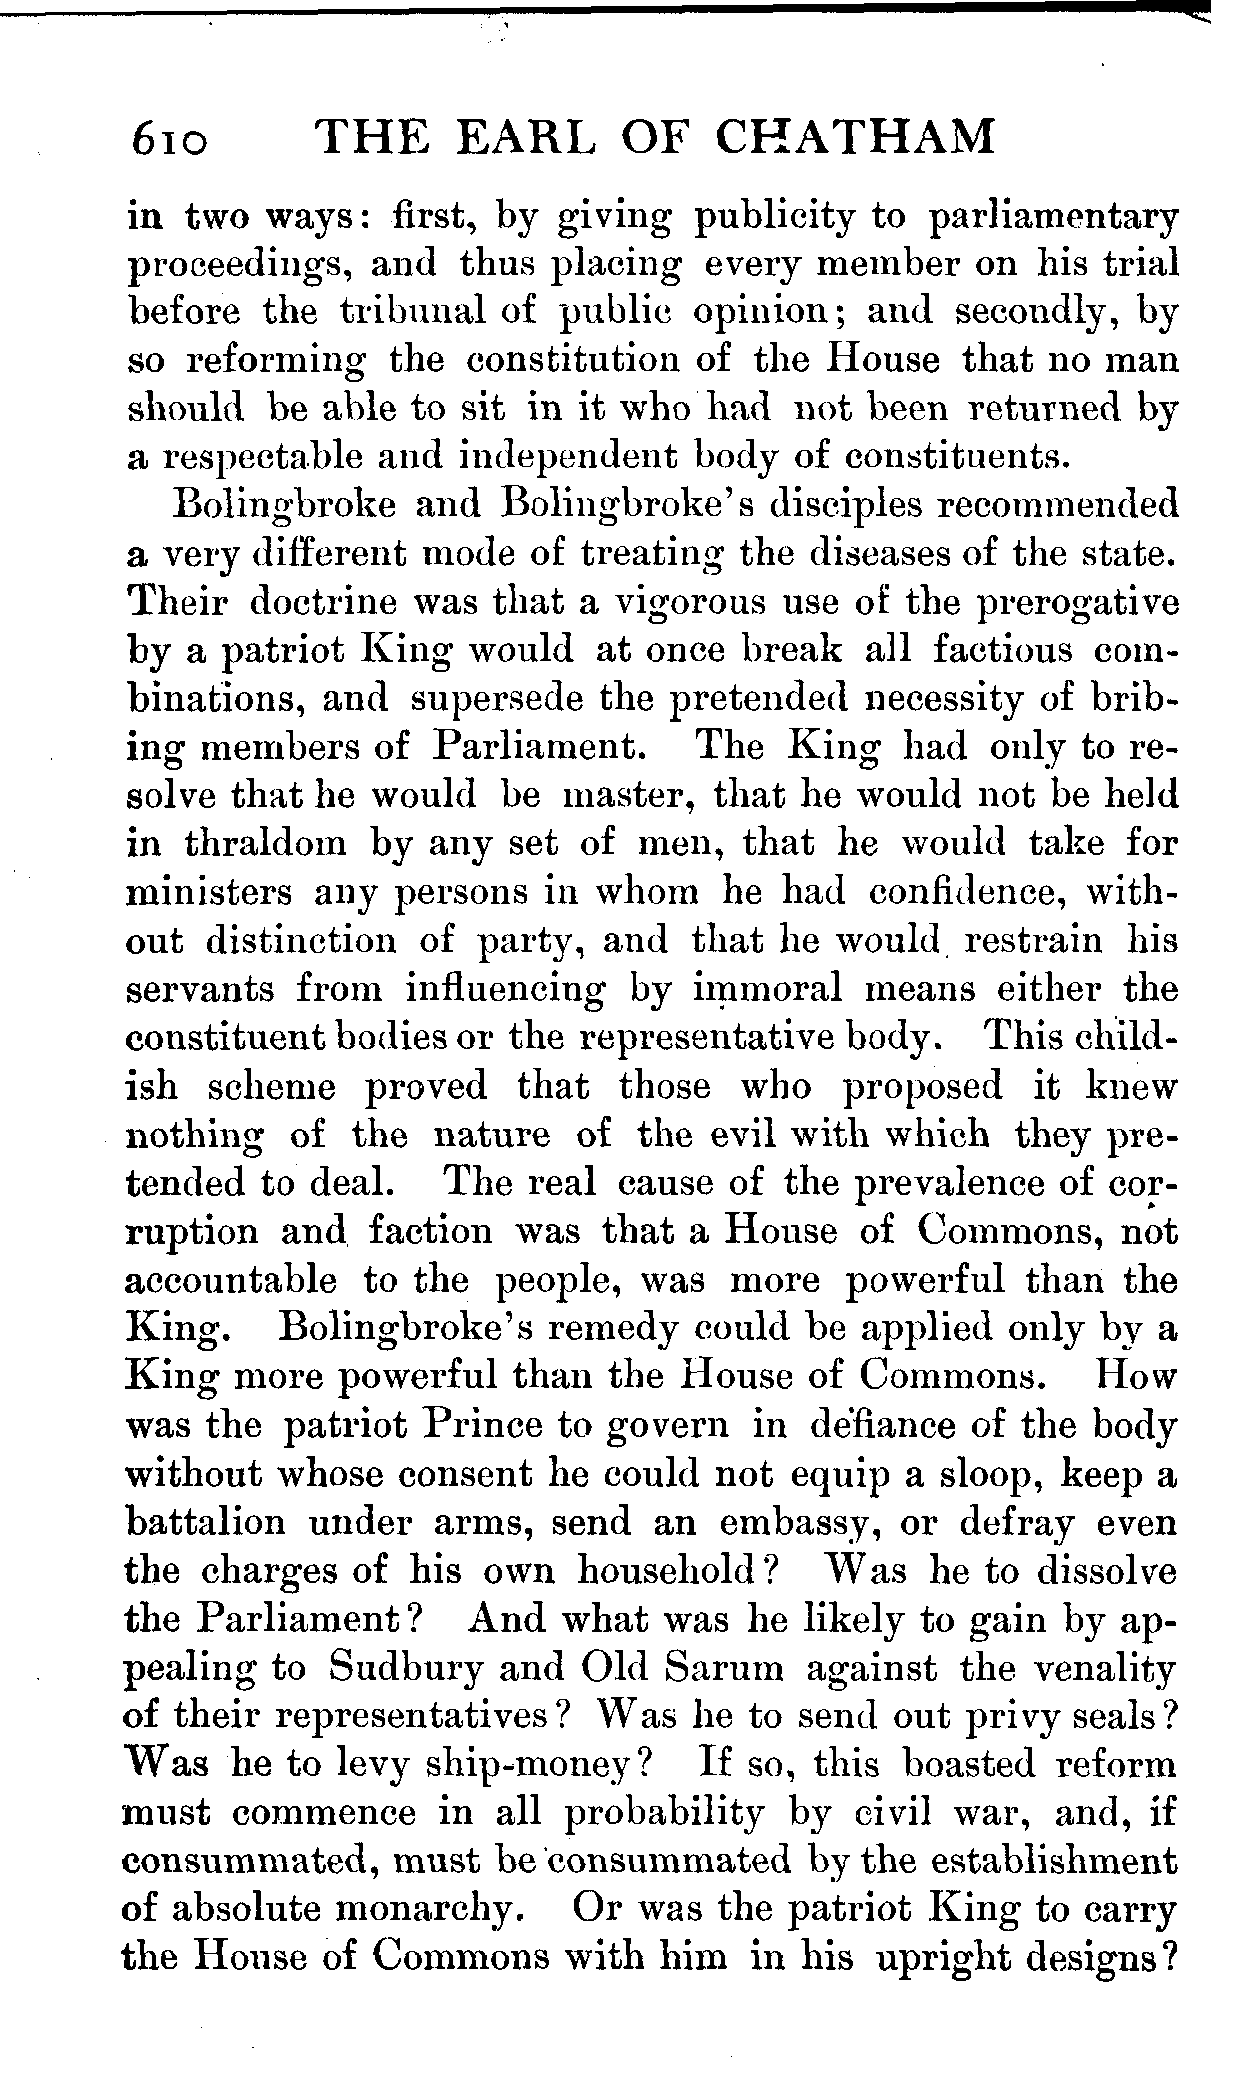 610 THE EARL OF CHATHAM
in two ways: first, by giving publicity to parliamentary
proceedings, and thus placing every member on his trial
before the tribunal of public opinion; and secondly, by
so reforming the constitution of the House that no man
should be able to sit in it who had not been returned by
a respectable and independent body of constituents.
Bolingbroke and Bolingbroke's disciples recommended
a very different mode of treating the diseases of the state.
Their doctrine was that a vigorous use of the prerogative
by a patriot King would at once break all factious com-
binations, and supersede the pretended necessity of brib-
ing members of Parliament. The King had only to re-
solve that he would be master, that he would not be held
in thraldom by any set of men, that he would take for
ministers any persons in whom he had confidence, with-
out distinction of party, and that he would restrain his
servants from influencing by immoral means either the
constituent bodies or the representative body. This child-
ish scheme proved that those who proposed it knew
nothing of the nature of the evil with which they pre-
tended to deal. The real cause of the prevalence of cor-
ruption and faction was that a House of Commons, not
accountable to the people, was more powerful than the
King. Bolingbroke's remedy could be applied only by a
King more powerful than the House of Commons. How
was the patriot Prince to govern in defiance of the body
without whose consent he could not equip a sloop, keep a
battalion under arms, send an embassy, or defray even
the charges of his own household? Was he to dissolve
the Parliament? And what was he likely to gain by ap-
pealing to Sudbury and Old Sarum against the venality
of their representatives? Was he to send out privy seals?
Was he to levy ship-money? If so, this boasted reform
must commence in all probability by civil war, and, if
consummated, must be consummated by the establishment
of absolute monarchy. Or was the patriot King to carry
the House of Commons with him in his upright designs?